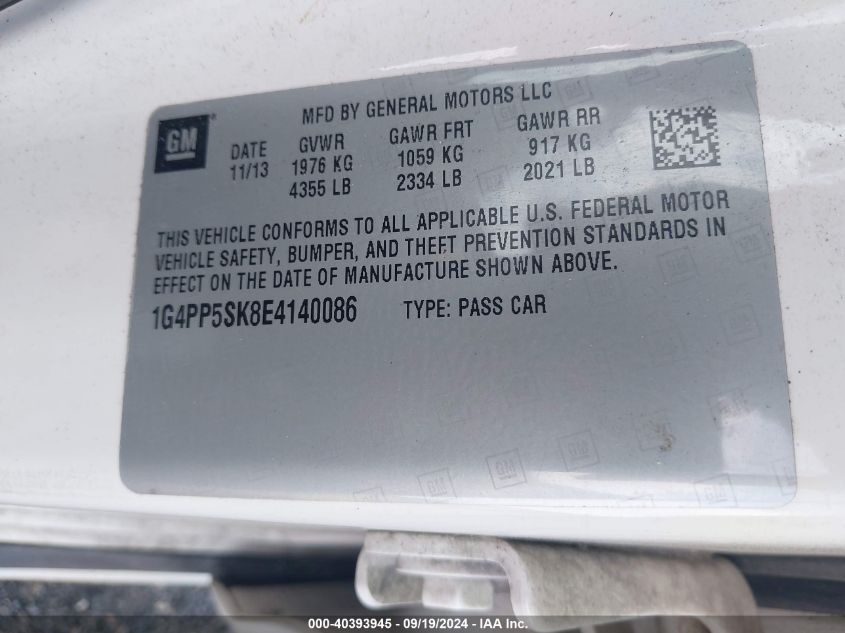 MFD BY GENERAL MOTORS LLC
GM
DATE GVWR GAWR FRT GAWR RR
11/13 1976 KG 1059 KG 917 KG
4355 LB 2334 LB 2021 LB
THIS VEHICLE CONFORMS TO ALL APPLICABLE U.S. FEDERAL MOTOR
VEHICLE SAFETY, BUMPER, AND THEFT PREVENTION STANDARDS IN
EFFECT ON THE DATE OF MANUFACTURE SHOWN ABOVE.
1G4PP5SK8E4140086 TYPE: PASS CAR
000-40393945 - 09/19/2024 - IAA Inc.